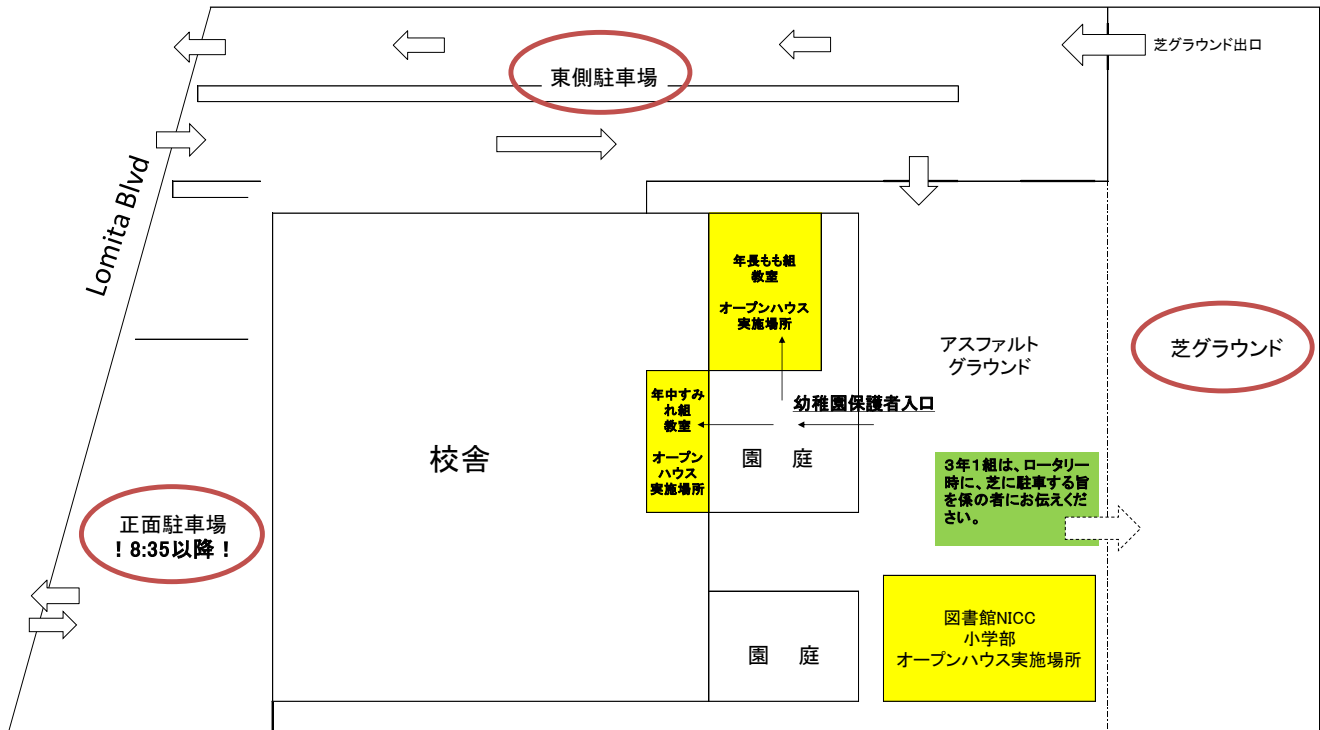 芝グラウンド出口
東側駐車場
Lomita Blvd
年長もも組
教室
オープンハウス
実施場所
アスファルト
グラウンド
芝グラウンド
年中すみ
れ組
教室
オープン
ハウス
実施場所
幼稚園保護者入口
園 庭
校舎
3年1組は、ロータリー
時に、芝に駐車する旨
を係の者にお伝えくだ
さい。
正面駐車場
!8:35以降!
園 庭
図書館NICC
小学部
オープンハウス実施場所